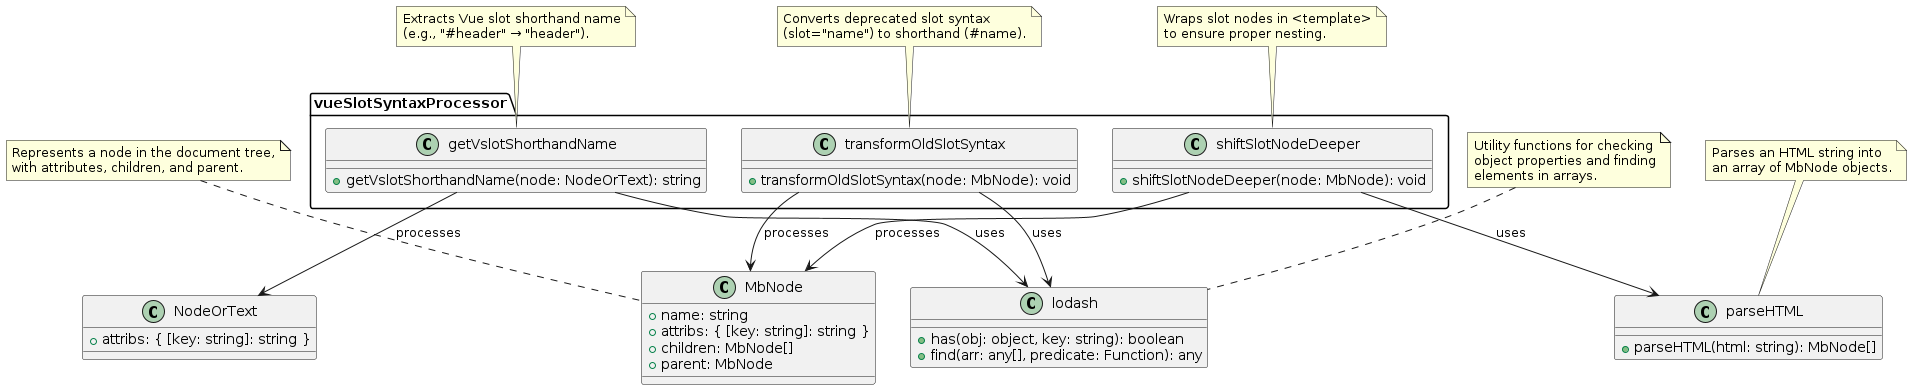 Extracts Vue slot shorthand name
(e.g., "#header" → "header").
Converts deprecated slot syntax
(slot="name") to shorthand (#name).
Wraps slot nodes in <template>
to ensure proper nesting.
vueSlotSyntaxProcessor
Represents a node in the document tree,
with attributes, children, and parent.
C getVslotShorthandName
getVslotShorthandName(node: NodeOrText): string
C transformOldSlotSyntax
transformOldSlotSyntax(node: MbNode): void
C shiftSlotNodeDeeper
shiftSlotNodeDeeper(node: MbNode): void
Utility functions for checking
object properties and finding
elements in arrays.
Parses an HTML string into
an array of MbNode objects.
processes
processes
processes
uses
uses
uses
C NodeOrText
attribs: { [key: string]: string }
C MbNode
name: string
attribs: { [key: string]: string }
children: MbNode[]
parent: MbNode
C lodash
has(obj: object, key: string): boolean
find(arr: any[], predicate: Function): any
C parseHTML
parseHTML(html: string): MbNode[]